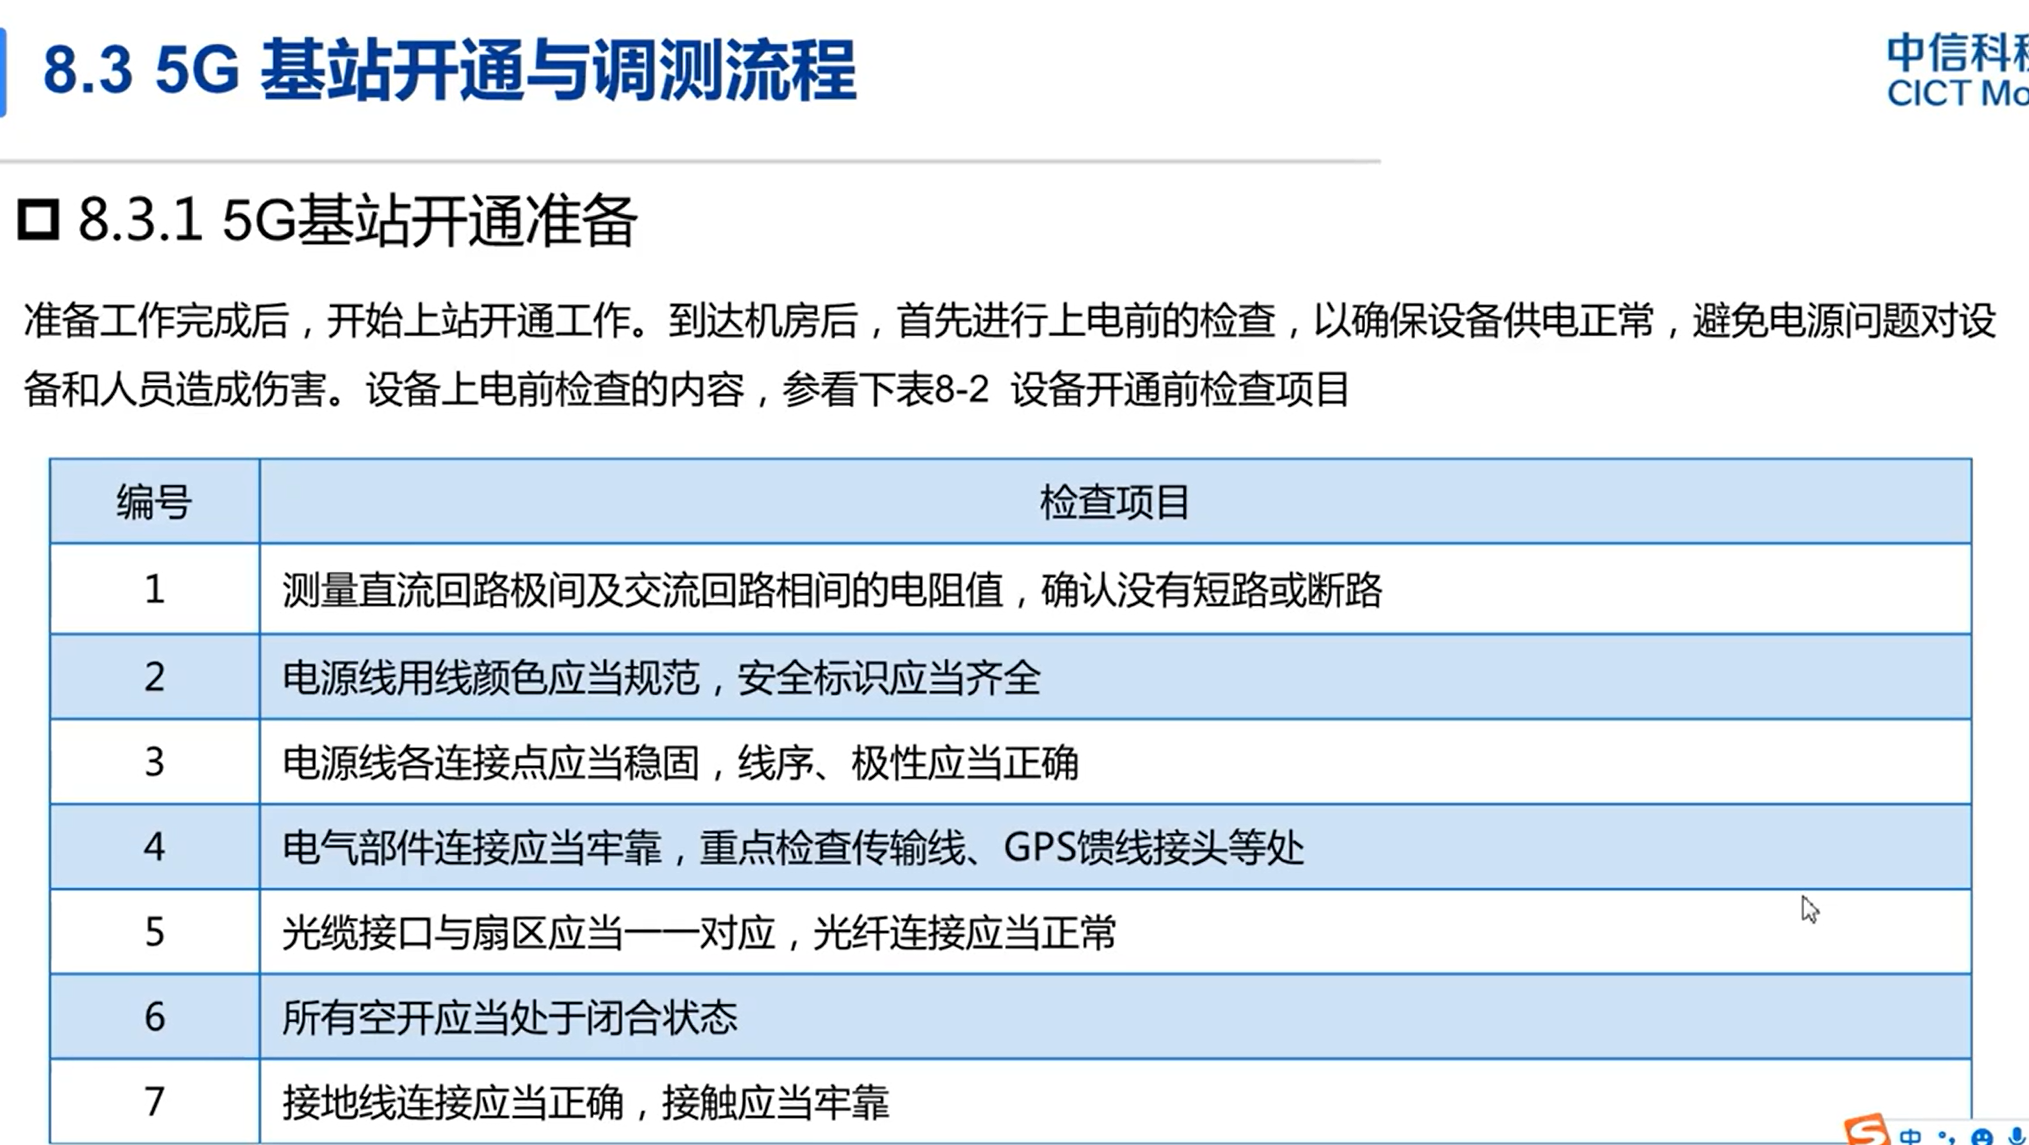 8.3 5G 基站开通与调测流程
中信科
CICT Mo
8.3.1 5G基站开通准备
准备工作完成后，开始上站开通工作。到达机房后，首先进行上电前的检查，以确保设备供电正常，避免电源问题对设
备和人员造成伤害。设备上电前检查的内容，参看下表8-2 设备开通前检查项目
编号 检查项目
1 测量直流回路极间及交流回路相间的电阻值，确认没有短路或断路
2 电源线用线颜色应当规范，安全标识应当齐全
3 电源线各连接点应当稳固，线序、极性应当正确
4 电气部件连接应当牢靠，重点检查传输线、GPS馈线接头等处
5 光缆接口与扇区应当一一对应，光纤连接应当正常
6 所有空开应当处于闭合状态
7 接地线连接应当正确，接触应当牢靠
中